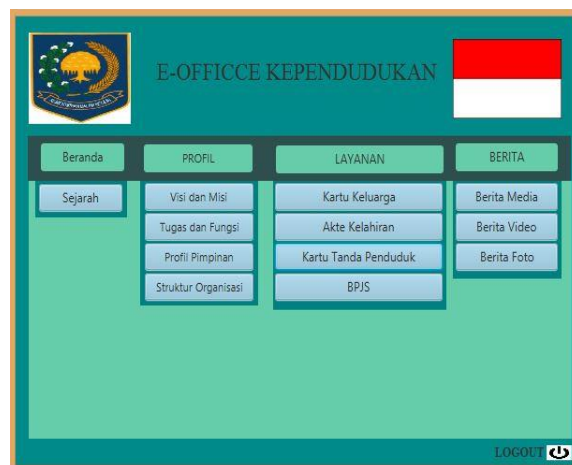 E-OFFICCE KEPENDUDUKAN
Beranda
PROFIL
LAYANAN
BERITA
Sejarah
Visi dan Misi
Kartu Keluarga
Berita Media
Tugas dan Fungsi
Akte Kelahiran
Berita Video
Profil Pimpinan
Kartu Tanda Penduduk
Berita Foto
Struktur Organisasi
BPJS
LOGOUT